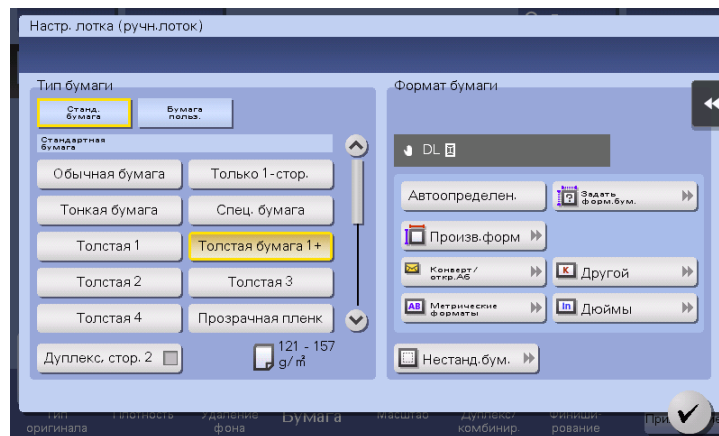 Настр. лотка (ручн.лоток)
Тип бумаги
Станд.
бумага
Бумага
польз.
Стандартная
бумага
Обычная бумага
Только 1-стор.
Тонкая бумага
Спец. бумага
Толстая 1
Толстая бумага 1+
Толстая 2
Толстая 3
Толстая 4
Прозрачная пленк
Дуплекс, стор. 2
121 - 157
g/㎡
Формат бумаги
DL
Автоопределен.
?
Задать
форм.бум.
Произв.форм
Конверт/
откр.A6
K
Другой
AB
Метрические
форматы
In
Дюймы
Нестанд.бум.
Тип
оригинала
Плотность
Удаление
фона
Бумага
Масштаб
Дуплекс/
комбинир.
Финиши-
рование